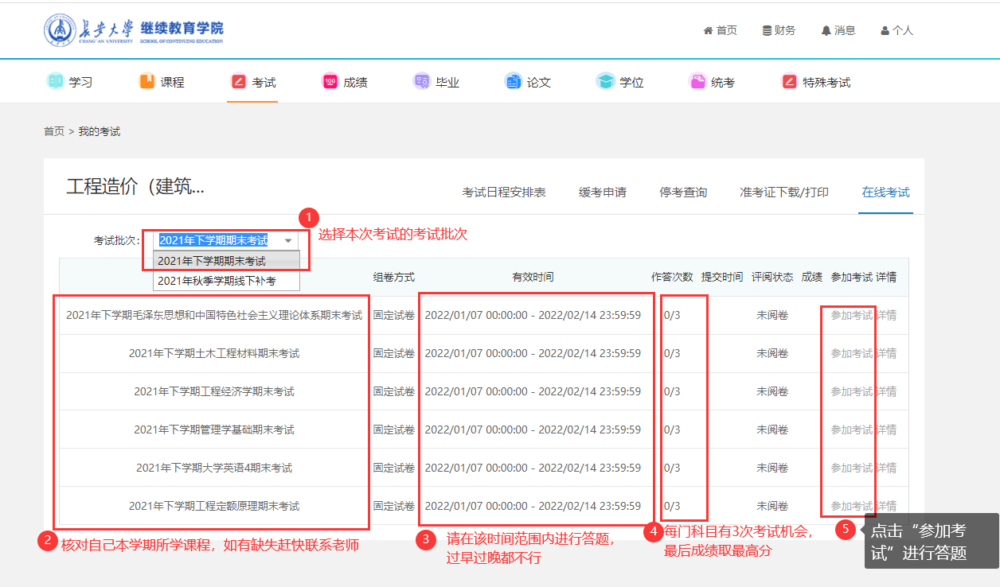 长安大学 继续教育学院
CHANG'AN UNIVERSITY SCHOOL OF CONTINUING EDUCATION
首页 财务 消息 个人
学习 课程 考试 100 成绩 毕业 论文 学位 统考 特殊考试
首页 > 我的考试
工程造价（建筑...
考试日程安排表 缓考申请 停考查询 准考证下载/打印 在线考试
1
考试批次： 2021年下学期期末考试 选择本次考试的考试批次
2021年下学期期末考试
2021年秋季学期线下补考
组卷方式 有效时间 作答次数 提交时间 评阅状态 成绩 参加考试 详情
2021年下学期毛泽东思想和中国特色社会主义理论体系期末考试 固定试卷 2022/01/07 00:00:00 - 2022/02/14 23:59:59 0/3 未阅卷 参加考试 详情
2021年下学期土木工程材料期末考试 固定试卷 2022/01/07 00:00:00 - 2022/02/14 23:59:59 0/3 未阅卷 参加考试 详情
2021年下学期工程经济学期末考试 固定试卷 2022/01/07 00:00:00 - 2022/02/14 23:59:59 0/3 未阅卷 参加考试 详情
2021年下学期管理学基础期末考试 固定试卷 2022/01/07 00:00:00 - 2022/02/14 23:59:59 0/3 未阅卷 参加考试 详情
2021年下学期大学英语4期末考试 固定试卷 2022/01/07 00:00:00 - 2022/02/14 23:59:59 0/3 未阅卷 参加考试 详情
2021年下学期工程定额原理期末考试 固定试卷 2022/01/07 00:00:00 - 2022/02/14 23:59:59 0/3 未阅卷 参加考试 详情
2 核对自己本学期所学课程，如有缺失赶快联系老师
3 请在该时间范围内进行答题，
过早过晚都不行
4 每门科目有3次考试机会，
最后成绩取最高分
5 点击“参加考
试”进行答题